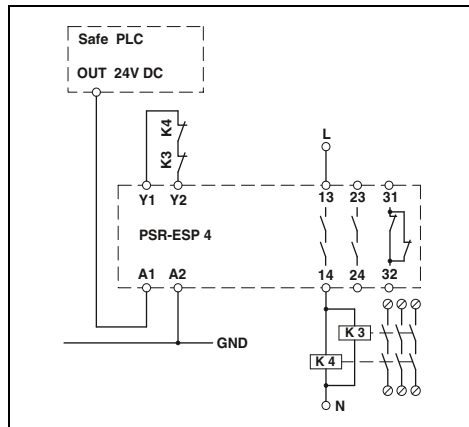 Safe PLC
OUT 24V DC
K4
K3
L
Y1 Y2 13 23 31
PSR-ESP 4
A1 A2 14 24 32
K 3
GND
K 4
N